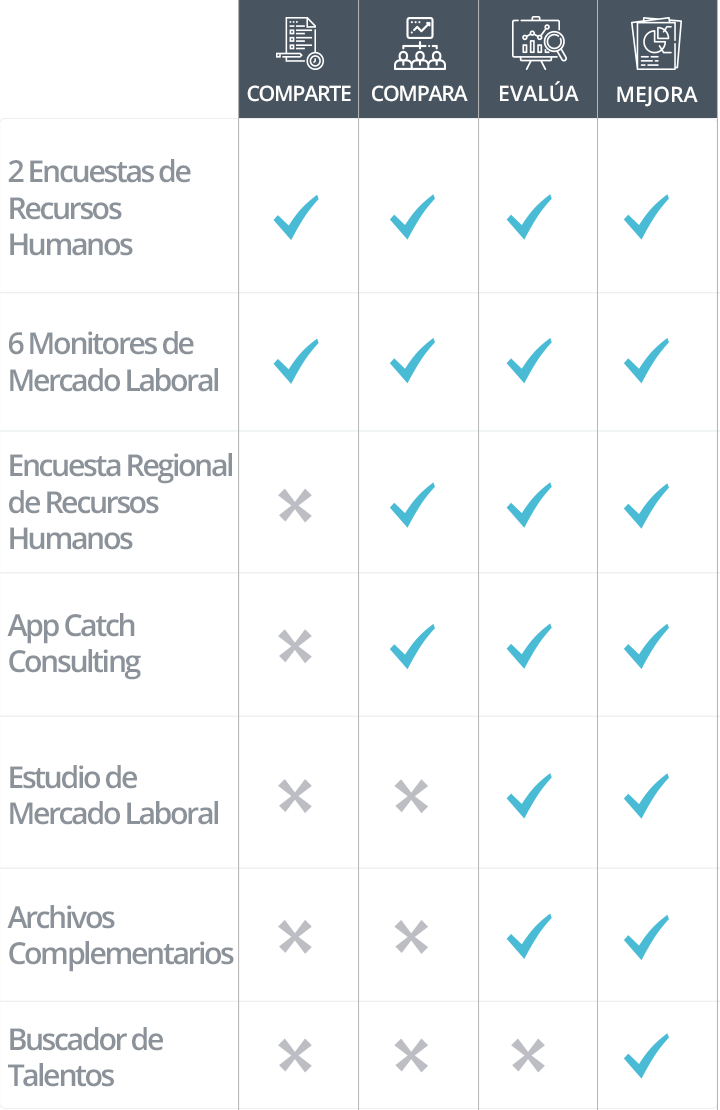 COMPARTE COMPARA EVALÚA MEJORA
2 Encuestas de
Recursos
Humanos
6 Monitores de
Mercado Laboral
Encuesta Regional
de Recursos
Humanos
App Catch
Consulting
Estudio de
Mercado Laboral
Archivos
Complementarios
Buscador de
Talentos